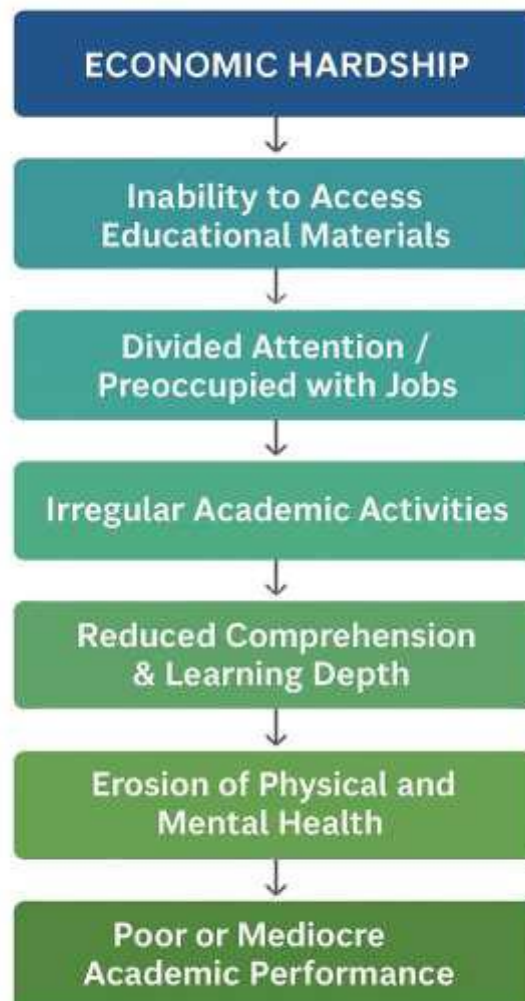 ECONOMIC HARDSHIP
Inability to Access
Educational Materials
Divided Attention /
Preoccupied with Jobs
Irregular Academic Activities
Reduced Comprehension
& Learning Depth
Erosion of Physical and
Mental Health
Poor or Mediocre
Academic Performance